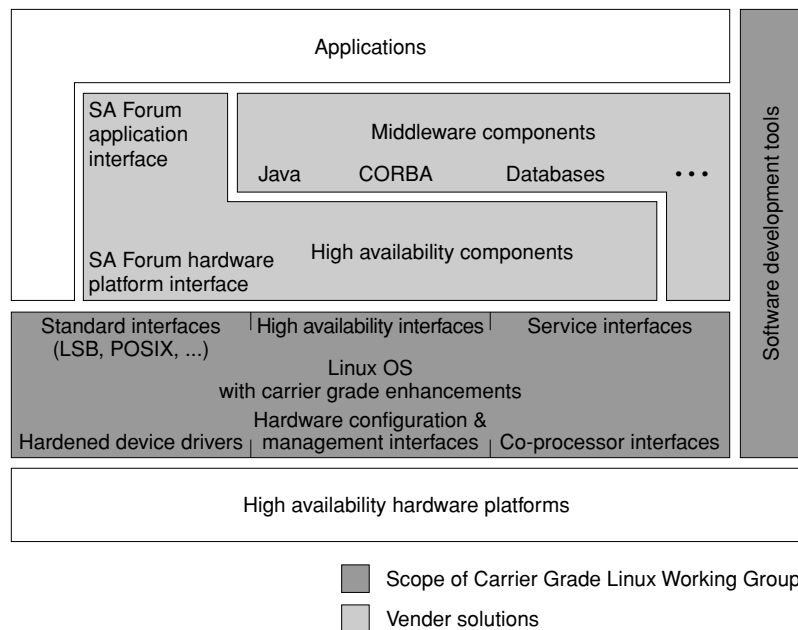 Applications
SA Forum
application
interface
Middleware components
Java CORBA Databases • • •
SA Forum hardware
platform interface
High availability components
Software development tools
Standard interfaces
(LSB, POSIX, ...)
High availability interfaces
Service interfaces
Linux OS
with carrier grade enhancements
Hardened device drivers
Hardware configuration &
management interfaces
Co-processor interfaces
High availability hardware platforms
Scope of Carrier Grade Linux Working Group
Vender solutions